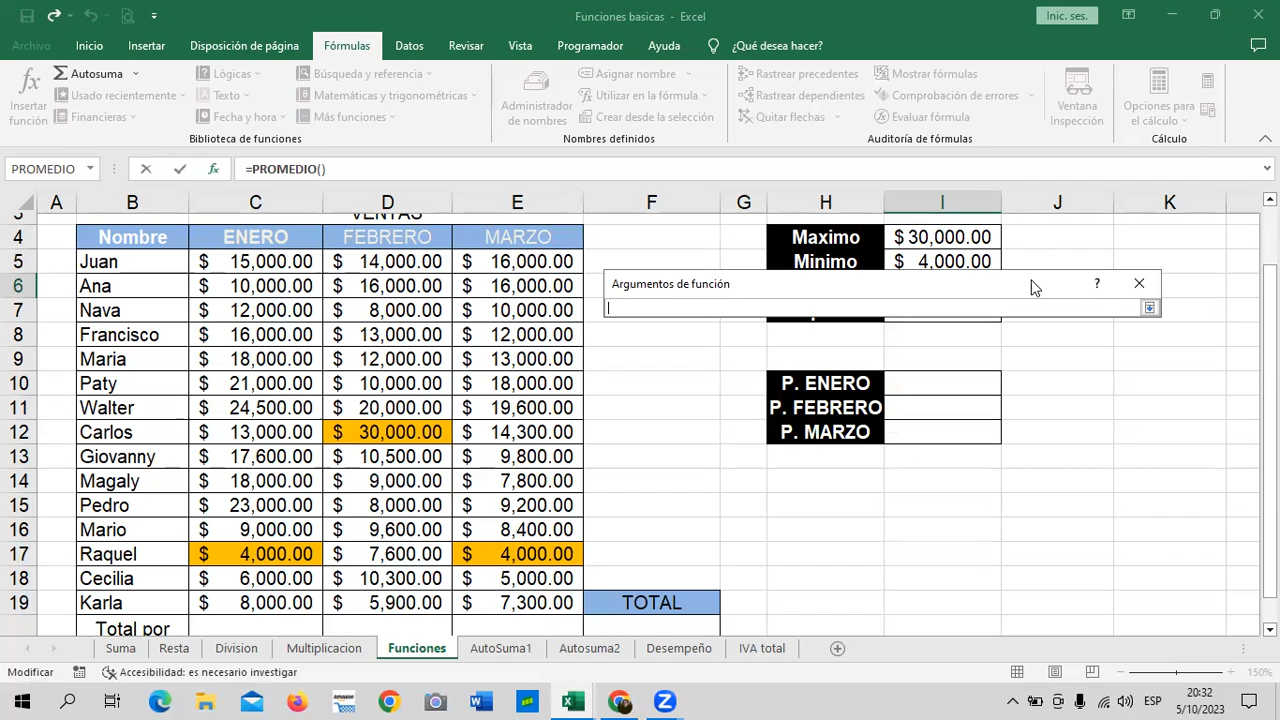 Funciones basicas - Excel
Inic. ses.
Archivo Inicio Insertar Disposición de página Fórmulas Datos Revisar Vista Programador Ayuda ¿Qué desea hacer?
Insertar función
Autosuma
Usado recientemente
Financieras
Lógicas
Texto
Fecha y hora
Búsqueda y referencia
Matemáticas y trigonométricas
Más funciones
Biblioteca de funciones
Administrador de nombres
Asignar nombre
Utilizar en la fórmula
Crear desde la selección
Nombres definidos
Rastrear precedentes
Rastrear dependientes
Quitar flechas
Mostrar fórmulas
Comprobación de errores
Evaluar fórmula
Auditoría de fórmulas
Ventana Inspección
Opciones para el cálculo
Cálculo
PROMEDIO fx =PROMEDIO()
A B C D E F G H I J K
VENTAS
4 Nombre ENERO FEBRERO MARZO Maximo $ 30,000.00
5 Juan $ 15,000.00 $ 14,000.00 $ 16,000.00 Minimo $ 4,000.00
6 Ana $ 10,000.00 $ 16,000.00 $ 16,000.00
Argumentos de función ? ×
7 Nava $ 12,000.00 $ 8,000.00 $ 10,000.00
8 Francisco $ 16,000.00 $ 13,000.00 $ 12,000.00
9 Maria $ 18,000.00 $ 12,000.00 $ 13,000.00
10 Paty $ 21,000.00 $ 10,000.00 $ 18,000.00 P. ENERO
11 Walter $ 24,500.00 $ 20,000.00 $ 19,600.00 P. FEBRERO
12 Carlos $ 13,000.00 $ 30,000.00 $ 14,300.00 P. MARZO
13 Giovanny $ 17,600.00 $ 10,500.00 $ 9,800.00
14 Magaly $ 18,000.00 $ 9,000.00 $ 7,800.00
15 Pedro $ 23,000.00 $ 8,000.00 $ 9,200.00
16 Mario $ 9,000.00 $ 9,600.00 $ 8,400.00
17 Raquel $ 4,000.00 $ 7,600.00 $ 4,000.00
18 Cecilia $ 6,000.00 $ 10,300.00 $ 5,000.00
19 Karla $ 8,000.00 $ 5,900.00 $ 7,300.00 TOTAL
Total por
Suma Resta Division Multiplicacion Funciones AutoSuma1 Autosuma2 Desempeño IVA total
Modificar Accesibilidad: es necesario investigar 150%
amazon
ESP
20:32
5/10/2023